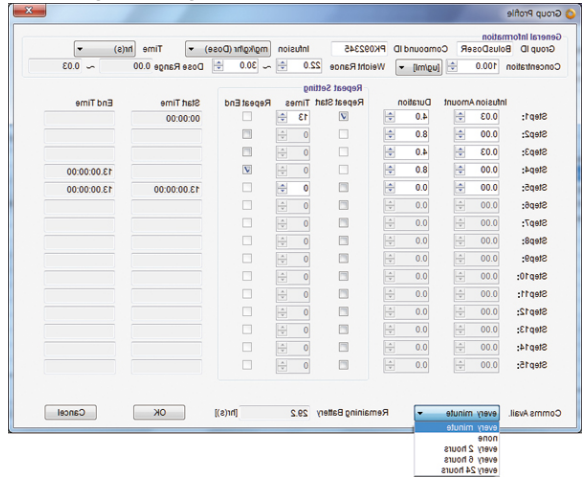 Group Profile
General Information
Group ID BolusDoseR Compound ID PK092345 Infusion mg/kg/hr (Dose) Time hr(s)
Concentration 100.0 [ug/ml] Weight Range 22.0 ~ 30.0 Dose Range 0.00 ~ 0.03
Repeat Setting
Infusion Amount Duration Repeat Start Times Repeat End Start Time End Time
Step1: 0.03 4.0 13 00:00:00
Step2: 0.00 8.0 0
Step3: 0.03 4.0 0
Step4: 0.00 8.0 0 13.00:00:00
Step5: 0.00 0.0 0 13.00:00:00 13.00:00:00
Step6: 0.00 0.0 0
Step7: 0.00 0.0 0
Step8: 0.00 0.0 0
Step9: 0.00 0.0 0
Step10: 0.00 0.0 0
Step11: 0.00 0.0 0
Step12: 0.00 0.0 0
Step13: 0.00 0.0 0
Step14: 0.00 0.0 0
Step15: 0.00 0.0 0
Comms Avail. every minute Remaining Battery 29.2 [hr(s)] OK Cancel
every minute
none
every 2 hours
every 6 hours
every 24 hours